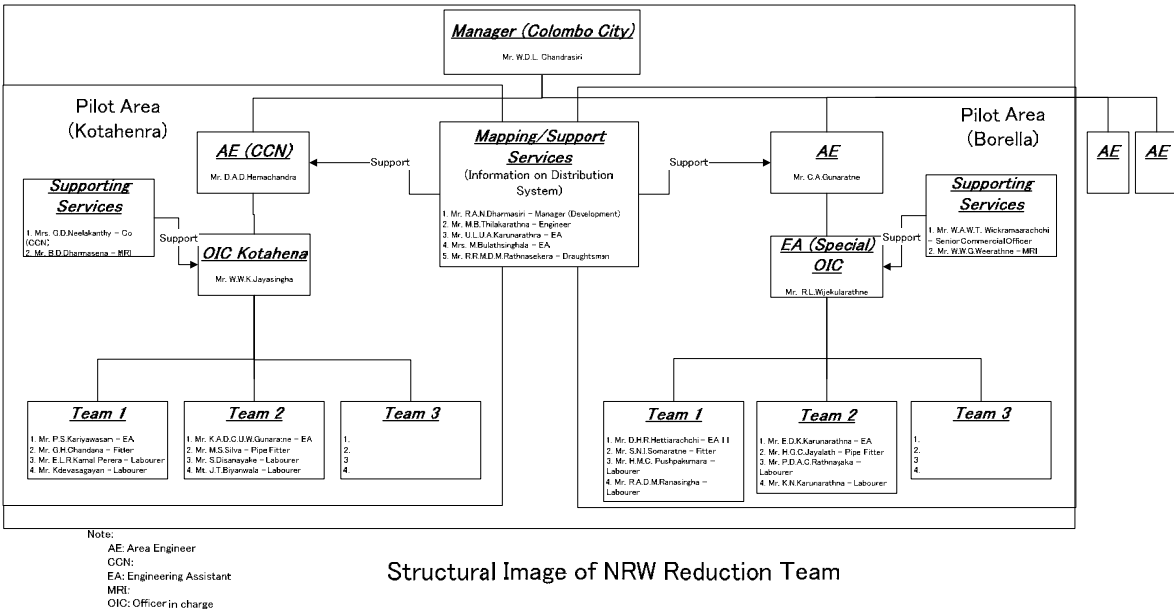 Manager (Colombo City)
Mr. W.D.L. Chandrasiri
Pilot Area
(Kotahenra)
AE (CCN)
Mr. D.A.D.Hemachandra
Support
Mapping/Support
Services
(Information on Distribution
System)
1. Mr. R.A.N.Dharmasiri – Manager (Development)
2. Mr. M.B.Thilakarathna – Engineer
3. Mr. U.L.U.A.Karunarathra – EA
4. Mrs. M.Bulathsinghala – EA
5. Mr. R.R.M.D.M.Rathnasekera – Draughtsman
Support
AE
Mr. C.A.Gunaratne
Pilot Area
(Borella)
AE
AE
Supporting
Services
1. Mrs. G.D.Neelakanthy – Co
(CCN)
2. Mr. B.D.Dharmasena – MRI
Support
OIC Kotahena
Mr. W.W.K.Jayasingha
Supporting
Services
1. Mr. W.A.W.T. Wickramaarachchi
– Senior Commercial Officer
2. Mr. W.W.G.Weerathne – MRI
Support
EA (Special)
OIC
Mr. R.L.Wijekularathne
Team 1
1. Mr. P.S.Kariyawasam – EA
2. Mr. G.H.Chandana – Fitter
3. Mr. E.L.R.Kamal Perera – Labourer
4. Mr. Kdevasagayan – Labourer
Team 2
1. Mr. K.A.D.C.U.W.Gunaratne – EA
2. Mr. M.S.Silva – Pipe Fitter
3. Mr. S.Disanayake – Labourer
4. Mt. J.T.Biyanwala – Labourer
Team 3
1.
2.
3.
4.
Team 1
1. Mr. D.H.R.Hettiarachchi – EA II
2. Mr. S.N.I.Somaratne – Fitter
3. Mr. H.M.C. Pushpakumara –
Labourer
4. Mr. R.A.D.M.Ranasingha –
Labourer
Team 2
1. Mr. E.D.K.Karunarathna – EA
2. Mr. H.G.C.Jayalath – Pipe Fitter
3. Mr. P.D.A.C.Rathnayaka –
Labourer
4. Mr. K.N.Karunarathna – Labourer
Team 3
1.
2.
3
4.
Note:
AE: Area Engineer
CCN:
EA: Engineering Assistant
MRI:
OIC: Officer in charge
Structural Image of NRW Reduction Team